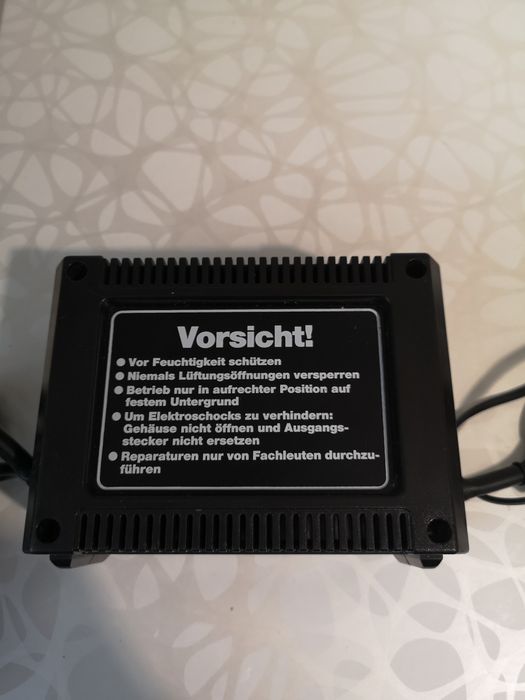 Vorsicht!
● Vor Feuchtigkeit schützen
● Niemals Lüftungsöffnungen versperren
● Betrieb nur in aufrechter Position auf
festem Untergrund
● Um Elektroschocks zu verhindern:
Gehäuse nicht öffnen und Ausgangs-
stecker nicht ersetzen
● Reparaturen nur von Fachleuten durchzu-
führen